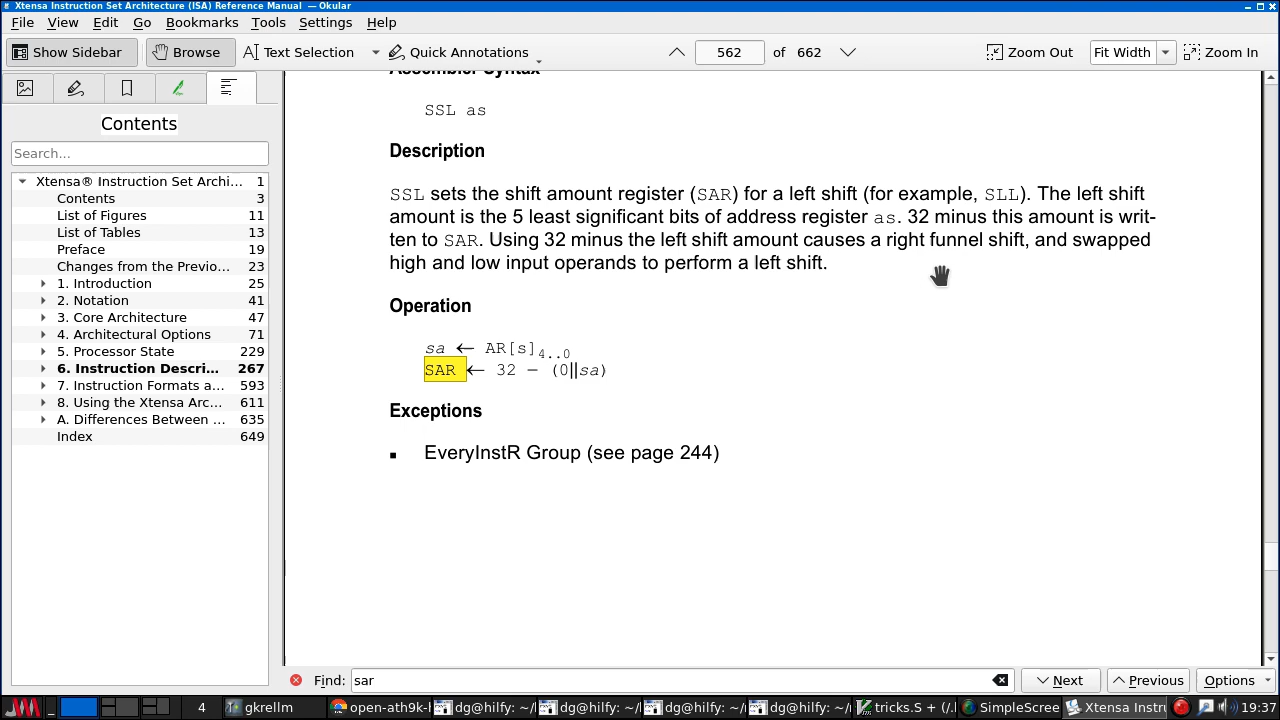 Xtensa Instruction Set Architecture (ISA) Reference Manual — Okular
File View Edit Go Bookmarks Tools Settings Help
Show Sidebar Browse Text Selection Quick Annotations 562 of 662 Zoom Out Fit Width Zoom In
Contents
Search...
Xtensa® Instruction Set Archi... 1
Contents 3
List of Figures 11
List of Tables 13
Preface 19
Changes from the Previo... 23
1. Introduction 25
2. Notation 41
3. Core Architecture 47
4. Architectural Options 71
5. Processor State 229
6. Instruction Descri... 267
7. Instruction Formats a... 593
8. Using the Xtensa Arc... 611
A. Differences Between ... 635
Index 649
Assembler Syntax
SSL as
Description
SSL sets the shift amount register (SAR) for a left shift (for example, SLL). The left shift
amount is the 5 least significant bits of address register as. 32 minus this amount is writ-
ten to SAR. Using 32 minus the left shift amount causes a right funnel shift, and swapped
high and low input operands to perform a left shift.
Operation
sa ← AR[s]4..0
SAR ← 32 − (0||sa)
Exceptions
▪ EveryInstR Group (see page 244)
Find: sar Next Previous Options
4 gkrellm open-ath9k-h dg@hilfy: ~/ dg@hilfy: ~/ dg@hilfy: ~/ dg@hilfy: ~/ tricks.S + (/. SimpleScree Xtensa Instr 19:37